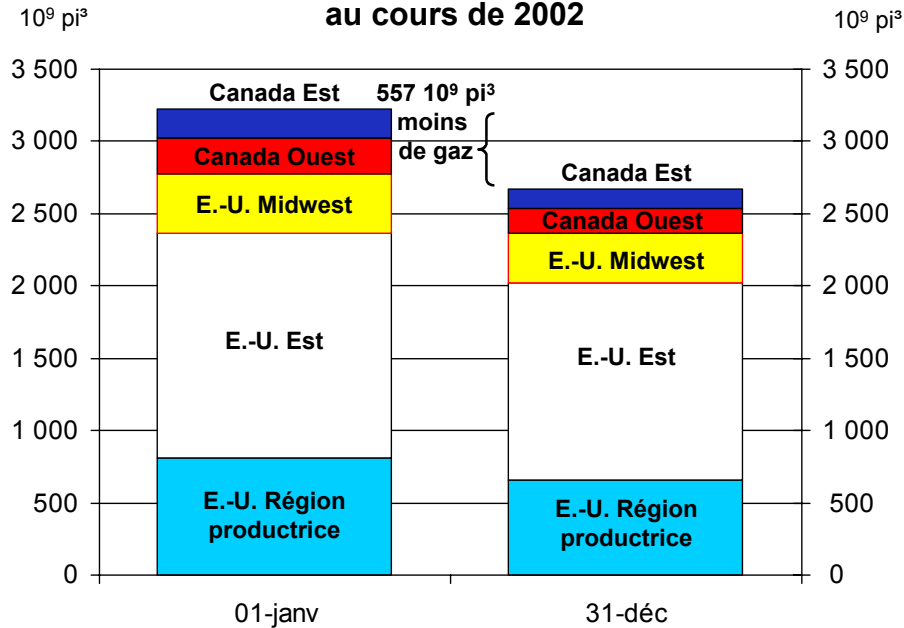 au cours de 2002
10⁹ pi³
10⁹ pi³
3 500
3 000
2 500
2 000
1 500
1 000
500
0
Canada Est
Canada Ouest
E.-U. Midwest
E.-U. Est
E.-U. Région
productrice
557 10⁹ pi³
moins
de gaz
Canada Est
Canada Ouest
E.-U. Midwest
E.-U. Est
E.-U. Région
productrice
3 500
3 000
2 500
2 000
1 500
1 000
500
0
01-janv
31-déc